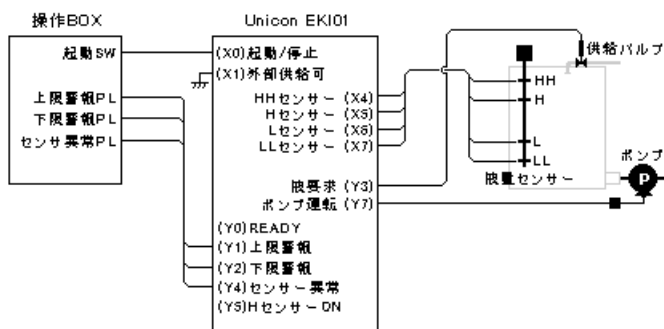 操作BOX
起動SW
上限警報PL
下限警報PL
センサ異常PL
Unicon EKI01
(X0)起動/停止
(X1)外部供給可
HHセンサー (X4)
Hセンサー (X5)
Lセンサー (X6)
LLセンサー (X7)
液要求 (Y3)
ポンプ運転 (Y7)
(Y0)READY
(Y1)上限警報
(Y2)下限警報
(Y4)センサー異常
(Y5)HセンサーON
供給バルブ
HH
H
L
LL
液量センサー
ポンプ
P